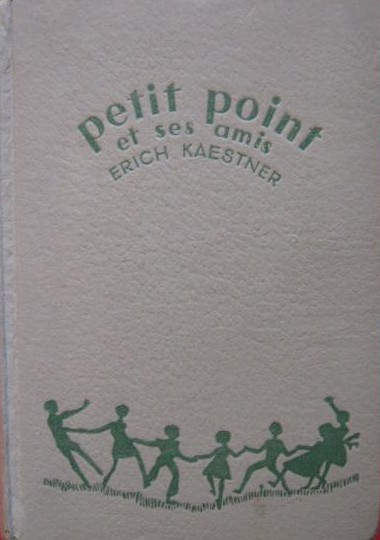 petit point
et ses amis
ERICH KAESTNER